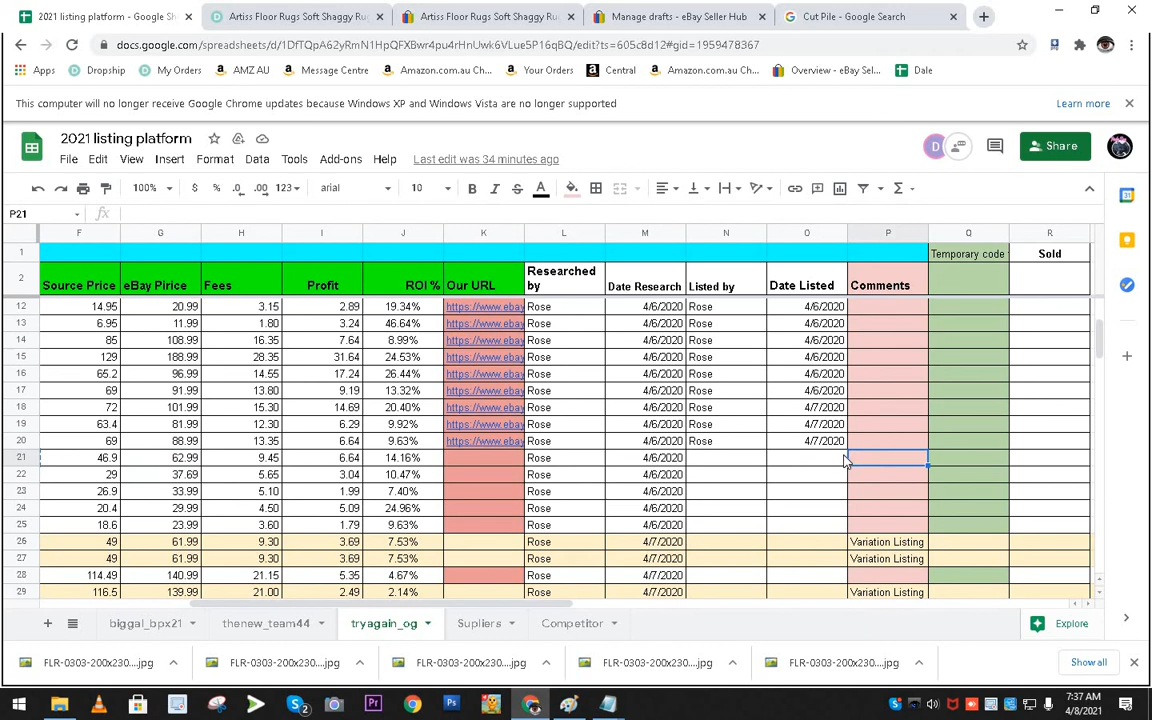 2021 listing platform - Google Sh
Artiss Floor Rugs Soft Shaggy Ru
Artiss Floor Rugs Soft Shaggy Ru
Manage drafts - eBay Seller Hub
Cut Pile - Google Search
docs.google.com/spreadsheets/d/1DfTQpA62yRmN1HpQFXBwr4pu4rHnUwk6VLue5P16qBQ/edit?ts=605c8d12#gid=1959478367
Apps Dropship My Orders AMZ AU Message Centre Amazon.com.au Ch... Your Orders Central Amazon.com.au Ch... Overview - eBay Sel... Dale
This computer will no longer receive Google Chrome updates because Windows XP and Windows Vista are no longer supported Learn more
2021 listing platform
File Edit View Insert Format Data Tools Add-ons Help Last edit was 34 minutes ago
D Share
100% $ % .0 .00 123 arial 10 B I S A
P21 fx
F G H I J K L M N O P Q R
1 Temporary code Sold
2 Source Price eBay Pirice Fees Profit ROI % Our URL Researched by Date Research Listed by Date Listed Comments
12 14.95 20.99 3.15 2.89 19.34% https://www.ebay Rose 4/6/2020 Rose 4/6/2020
13 6.95 11.99 1.80 3.24 46.64% https://www.ebay Rose 4/6/2020 Rose 4/6/2020
14 85 108.99 16.35 7.64 8.99% https://www.ebay Rose 4/6/2020 Rose 4/6/2020
15 129 188.99 28.35 31.64 24.53% https://www.ebay Rose 4/6/2020 Rose 4/6/2020
16 65.2 96.99 14.55 17.24 26.44% https://www.ebay Rose 4/6/2020 Rose 4/6/2020
17 69 91.99 13.80 9.19 13.32% https://www.ebay Rose 4/6/2020 Rose 4/6/2020
18 72 101.99 15.30 14.69 20.40% https://www.ebay Rose 4/6/2020 Rose 4/7/2020
19 63.4 81.99 12.30 6.29 9.92% https://www.ebay Rose 4/6/2020 Rose 4/7/2020
20 69 88.99 13.35 6.64 9.63% https://www.ebay Rose 4/6/2020 Rose 4/7/2020
21 46.9 62.99 9.45 6.64 14.16% Rose 4/6/2020
22 29 37.69 5.65 3.04 10.47% Rose 4/6/2020
23 26.9 33.99 5.10 1.99 7.40% Rose 4/6/2020
24 20.4 29.99 4.50 5.09 24.96% Rose 4/6/2020
25 18.6 23.99 3.60 1.79 9.63% Rose 4/6/2020
26 49 61.99 9.30 3.69 7.53% Rose 4/7/2020 Variation Listing
27 49 61.99 9.30 3.69 7.53% Rose 4/7/2020 Variation Listing
28 114.49 140.99 21.15 5.35 4.67% Rose 4/7/2020
29 116.5 139.99 21.00 2.49 2.14% Rose 4/7/2020 Variation Listing
biggal_bpx21 thenew_team44 tryagain_og Supliers Competitor Explore
FLR-0303-200x230....jpg FLR-0303-200x230....jpg FLR-0303-200x230....jpg FLR-0303-200x230....jpg FLR-0303-200x230....jpg Show all
7:37 AM
4/8/2021